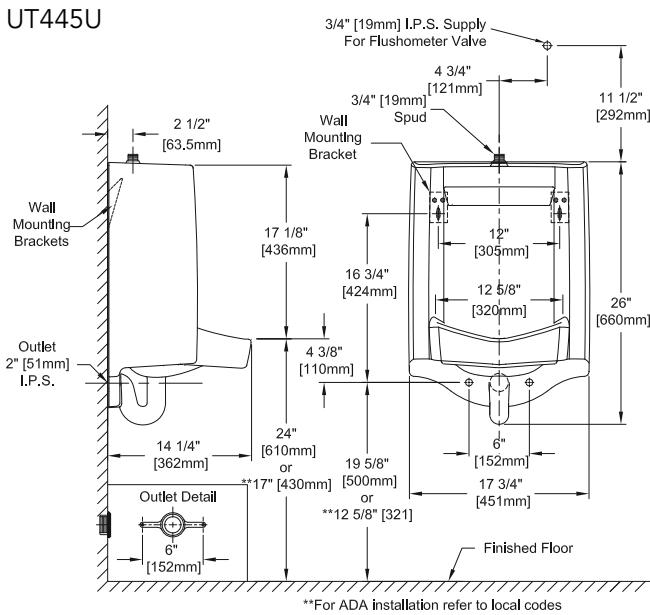 UT445U
3/4" [19mm] I.P.S. Supply
For Flushometer Valve
4 3/4"
[121mm]
11 1/2"
[292mm]
2 1/2"
[63.5mm]
3/4" [19mm]
Spud
Wall
Mounting
Bracket
Wall
Mounting
Brackets
17 1/8"
[436mm]
12"
[305mm]
16 3/4"
[424mm]
12 5/8"
[320mm]
26"
[660mm]
Outlet
2" [51mm]
I.P.S.
4 3/8"
[110mm]
14 1/4"
[362mm]
24"
[610mm]
or
**17" [430mm]
19 5/8"
[500mm]
or
**12 5/8" [321]
6"
[152mm]
17 3/4"
[451mm]
Outlet Detail
6"
[152mm]
Finished Floor
**For ADA installation refer to local codes